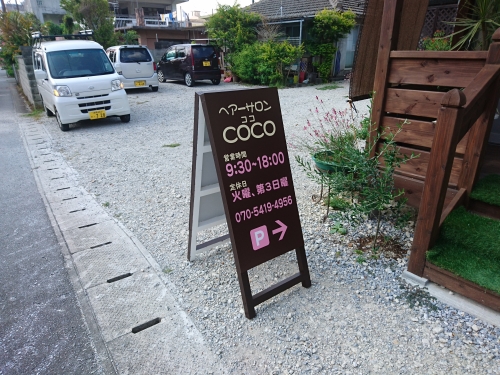 ヘアーサロン
ココ
COCO
営業時間
9:30-18:00
定休日
火曜、第3日曜
070-5419-4956
P